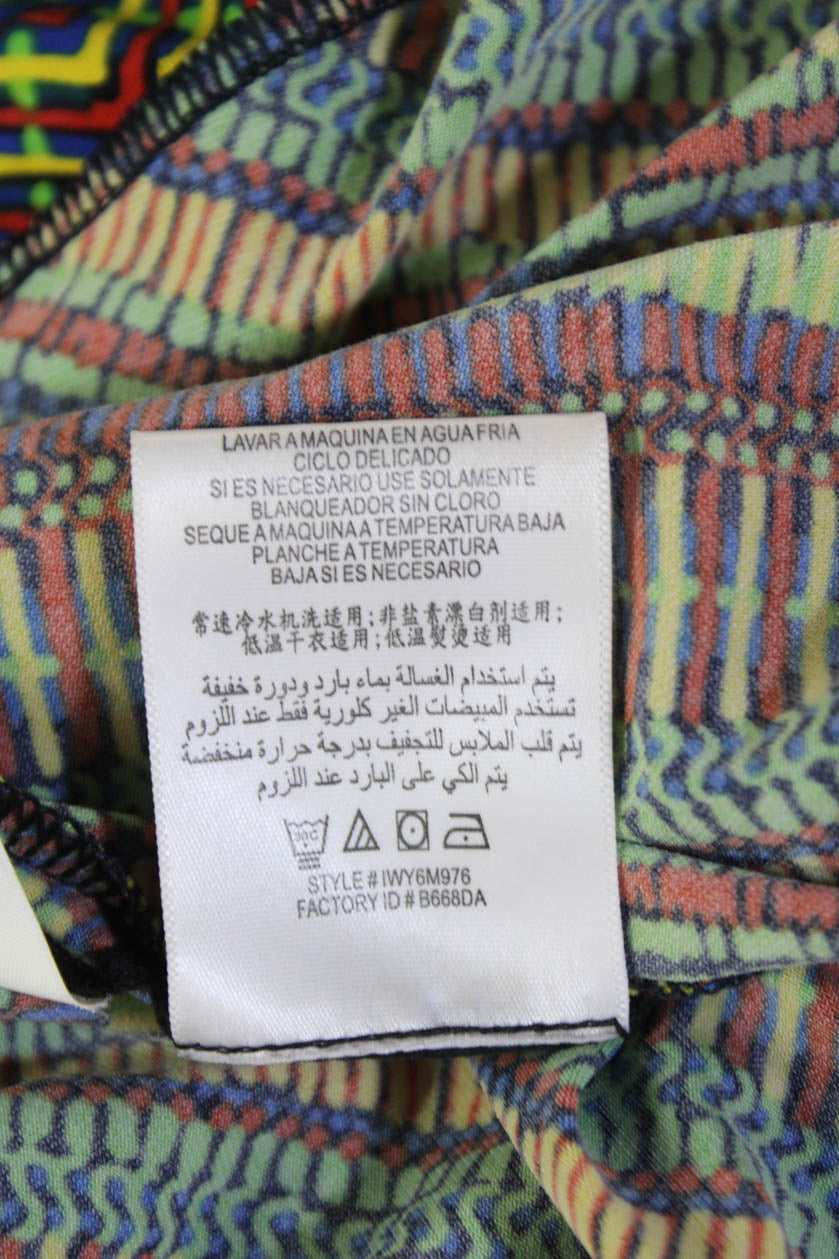 LAVAR A MAQUINA EN AGUA FRIA
CICLO DELICADO
SI ES NECESARIO USE SOLAMENTE
BLANQUEADOR SIN CLORO
SEQUE A MAQUINA A TEMPERATURA BAJA
PLANCHE A TEMPERATURA
BAJA SI ES NECESARIO
常速冷水机洗适用;非盐素漂白剂适用;
低温干衣适用;低温熨烫适用
يتم استخدام الغسالة بماء بارد ودورة خفيفة
تستخدم المبيضات الغير كلورية فقط عند اللزوم
يتم قلب الملابس للتجفيف بدرجة حرارة منخفضة
يتم الكي على البارد عند اللزوم
30C
STYLE # IWY6M976
FACTORY ID # B668DA